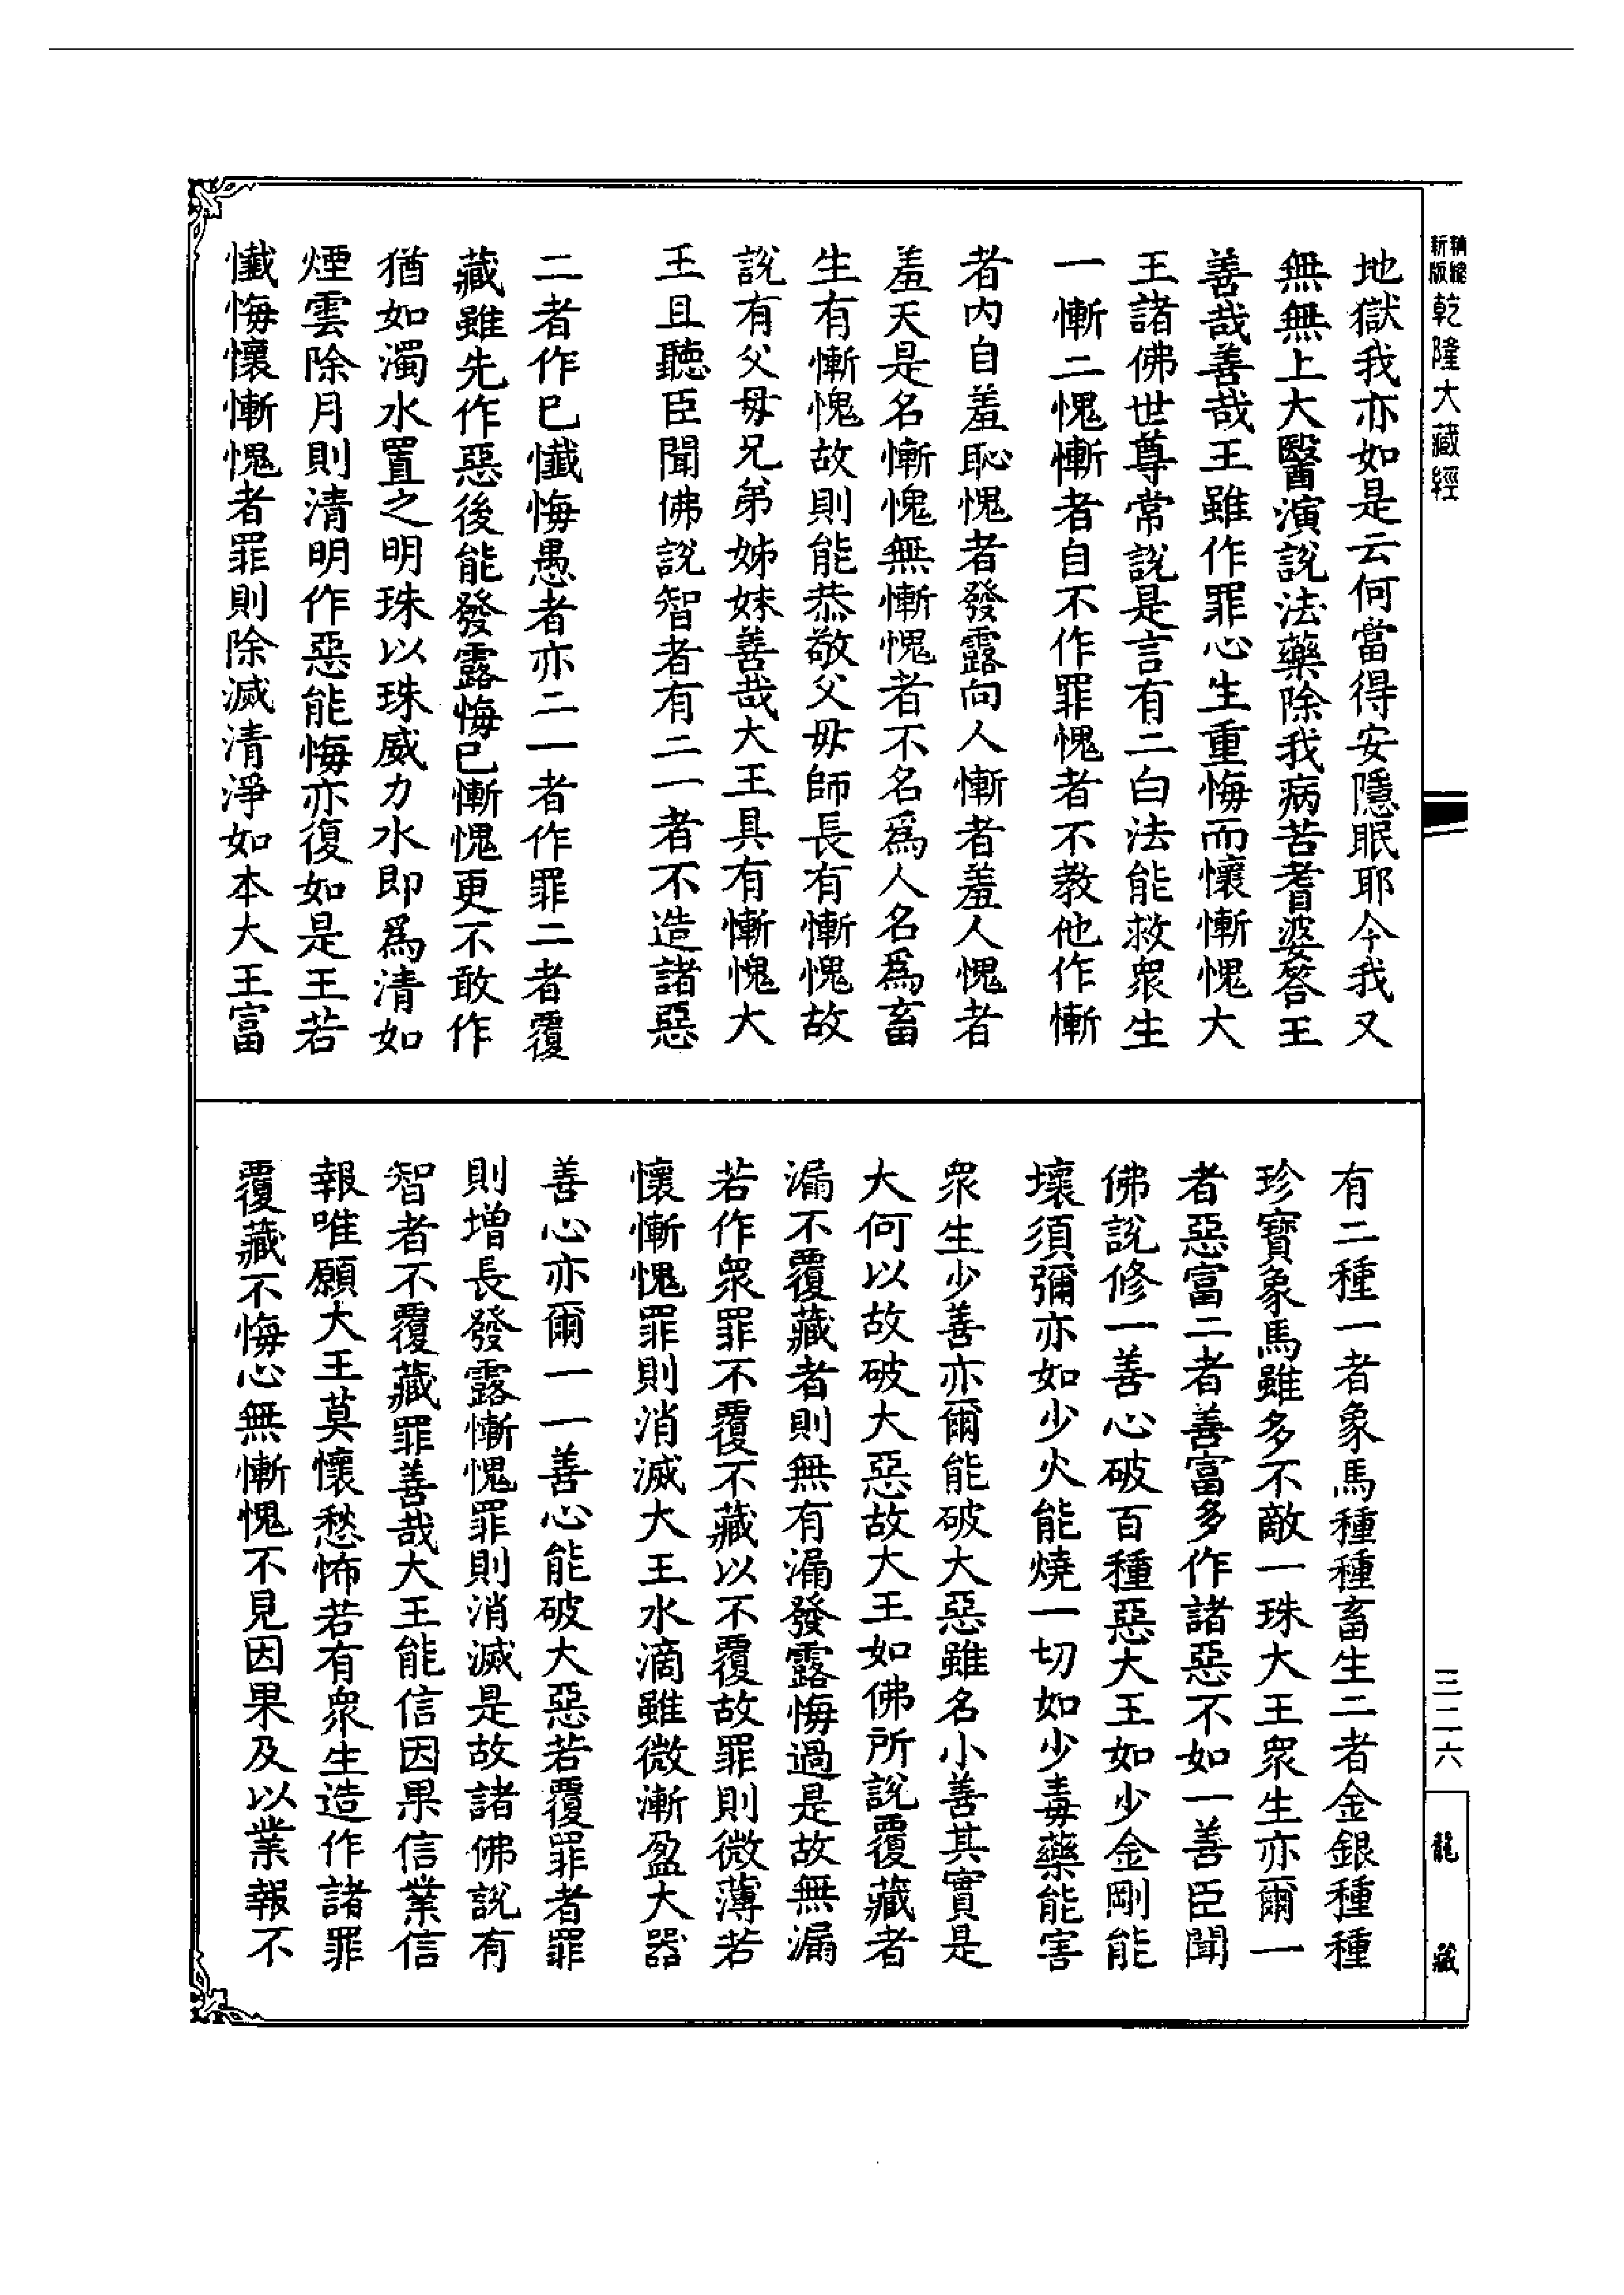 新版
精縮
乾隆大藏經
地獄我亦如是云何當得安隱眠耶今我又
無無上大醫演說法藥除我病苦耆婆答王
善哉善哉王雖作罪心生重悔而懷慚愧大
王諸佛世尊常說是言有二白法能救衆生
一慚二愧慚者自不作罪愧者不教他作慚
者內自羞恥愧者發露向人慚者羞人愧者
羞天是名慚愧無慚愧者不名爲人名爲畜
生有慚愧故則能恭敬父母師長有慚愧故
說有父母兄弟姊妹善哉大王具有慚愧大
王且聽臣聞佛說智者有二一者不造諸惡
二者作已懺悔愚者亦二一者作罪二者覆
藏雖先作惡後能發露悔已慚愧更不敢作
猶如濁水置之明珠以珠威力水即爲清如
煙雲除月則清明作惡能悔亦復如是王若
懺悔懷慚愧者罪則除滅清淨如本大王富
有二種一者象馬種種畜生二者金銀種種
珍寶象馬雖多不敵一珠大王衆生亦爾一
者惡富二者善富多作諸惡不如一善臣聞
佛說修一善心破百種惡大王如少金剛能
壞須彌亦如少火能燒一切如少毒藥能害
衆生少善亦爾能破大惡雖名小善其實是
大何以故破大惡故大王如佛所說覆藏者
漏不覆藏者則無有漏發露悔過是故無漏
若作衆罪不覆不藏以不覆故罪則微薄若
懷慚愧罪則消滅大王水滴雖微漸盈大器
善心亦爾一一善心能破大惡若覆罪者罪
則增長發露慚愧罪則消滅是故諸佛說有
智者不覆藏罪善哉大王能信因果信業信
報唯願大王莫懷愁怖若有衆生造作諸罪
覆藏不悔心無慚愧不見因果及以業報不
三二六
龍藏